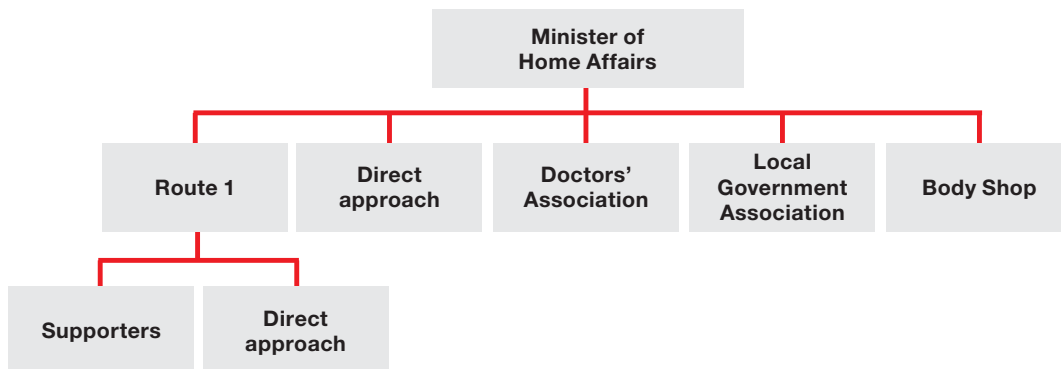 Minister of
Home Affairs
Route 1
Direct
approach
Doctors’
Association
Local
Government
Association
Body Shop
Supporters
Direct
approach